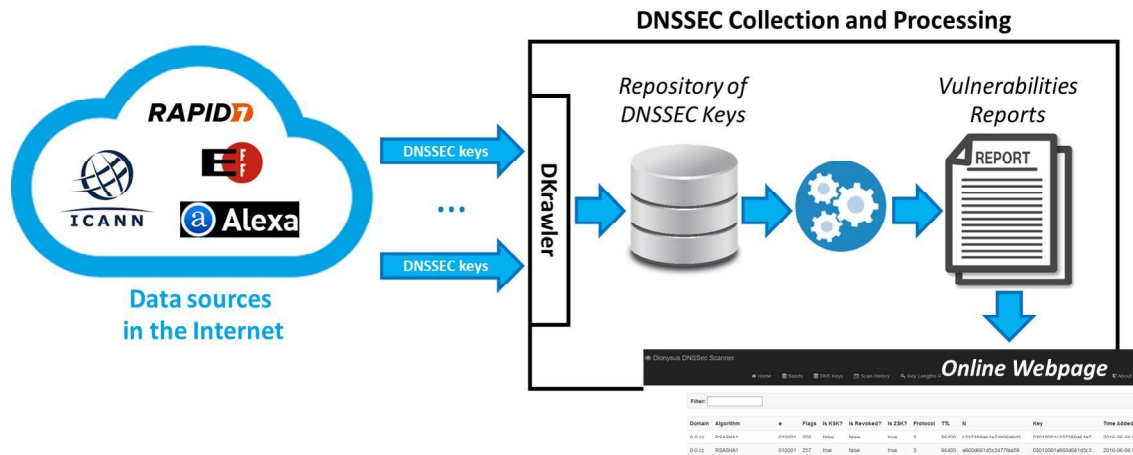 DNSSEC Collection and Processing
RAPID7
EFF
ICANN
a Alexa
Data sources
in the Internet
DNSSEC keys
...
DNSSEC keys
DKrawler
Repository of
DNSSEC Keys
Vulnerabilities
Reports
REPORT
Dionysus DNSSec Scanner
Home Seeds DNS Keys Scan History Key Lengths
Online Webpage
About
Filter:
Domain Algorithm e Flags Is KSK? Is Revoked? Is ZSK? Protocol TTL N Key Time Added
0-0.cz RSASHA1 010001 256 false false true 3 86400
0-0.cz RSASHA1 010001 257 true false true 3 86400